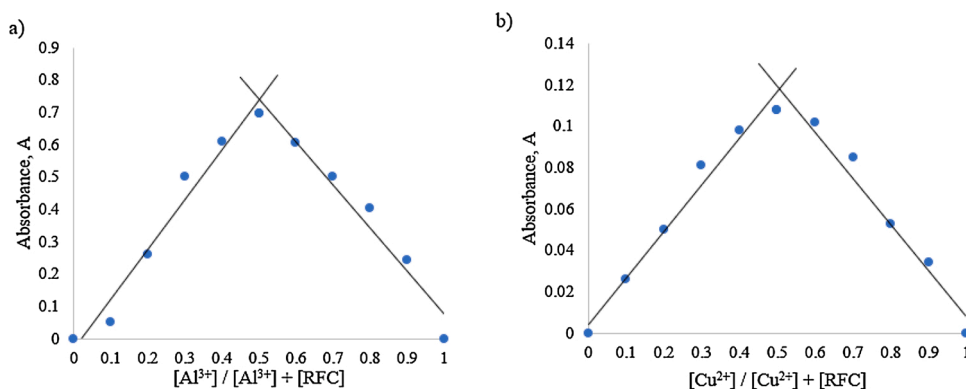 a)
0.9
0.8
0.7
0.6
0.5
0.4
0.3
0.2
0.1
0
Absorbance, A
0 0.1 0.2 0.3 0.4 0.5 0.6 0.7 0.8 0.9 1
[Al³⁺] / [Al³⁺] + [RFC]
b)
0.14
0.12
0.1
0.08
0.06
0.04
0.02
0
Absorbance, A
0 0.1 0.2 0.3 0.4 0.5 0.6 0.7 0.8 0.9 1
[Cu²⁺] / [Cu²⁺] + [RFC]